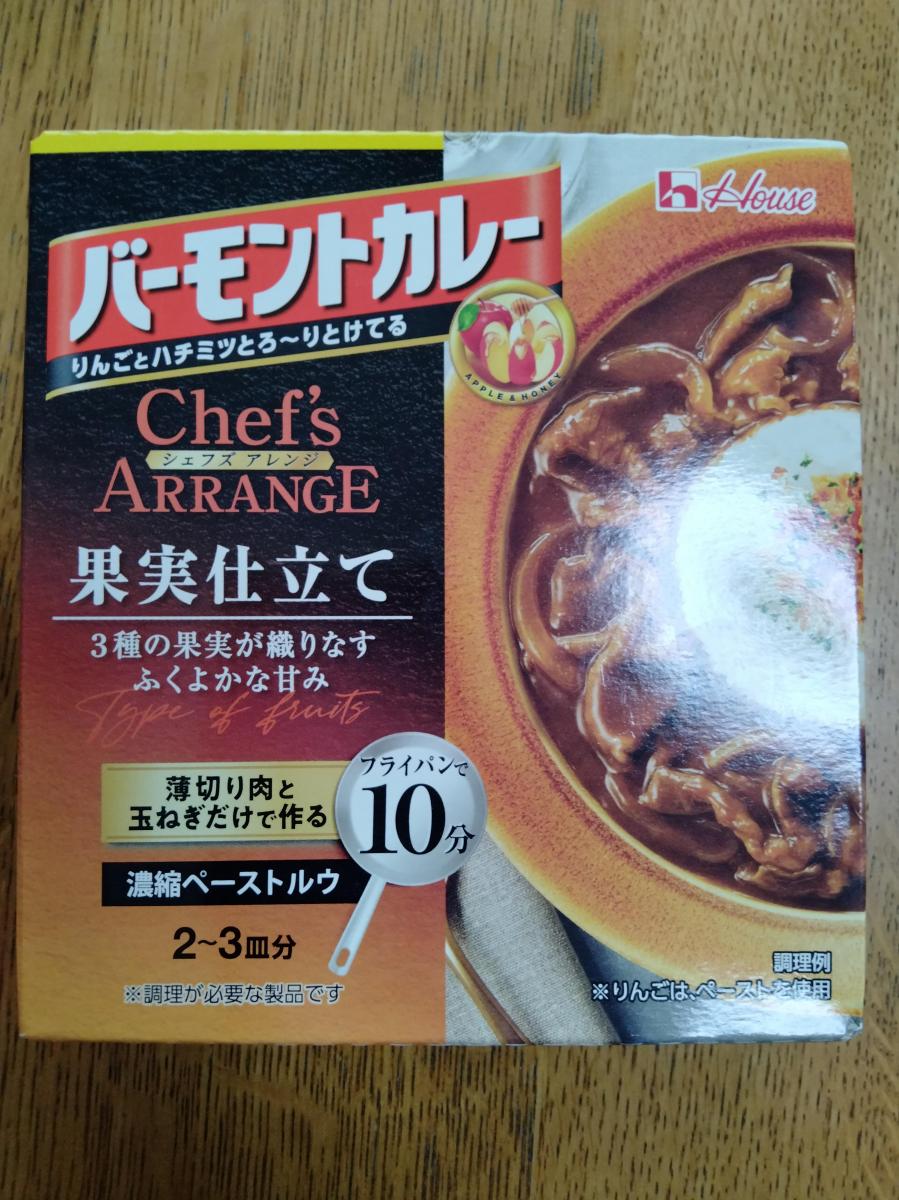 バーモントカレー
りんごとハチミツとろ〜りとけてる
APPLE & HONEY
House
Chef's
シェフズ アレンジ
ARRANGE
果実仕立て
3種の果実が織りなす
ふくよかな甘み
Type of fruits
薄切り肉と
玉ねぎだけで作る
フライパンで
10分
濃縮ペーストルウ
2〜3皿分
※調理が必要な製品です
調理例
※りんごは、ペーストを使用